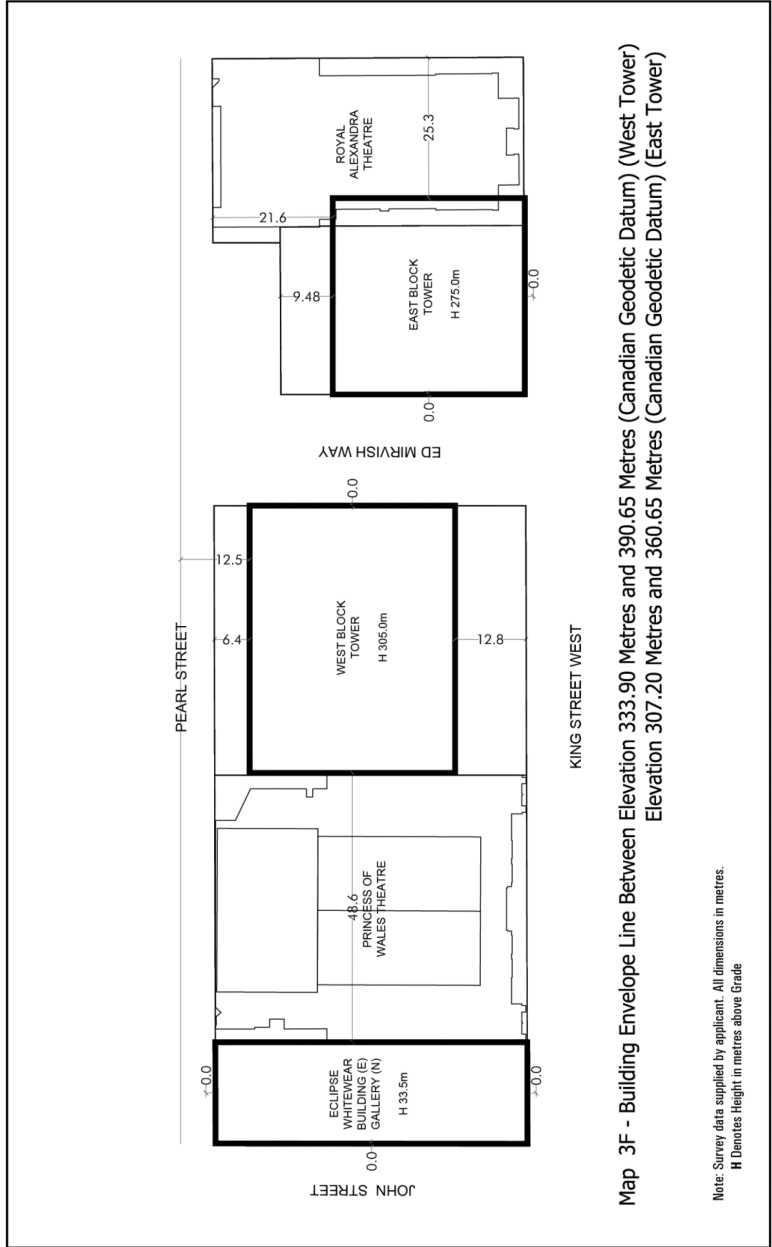 PEARL STREET
ROYAL
ALEXANDRA
THEATRE
25.3
21.6
9.48
EAST BLOCK
TOWER
H 275.0m
0.0
0.0
ED MIRVISH WAY
0.0
12.5
6.4
WEST BLOCK
TOWER
H 305.0m
12.8
KING STREET WEST
48.6
PRINCESS OF
WALES THEATRE
0.0
ECLIPSE
WHITEWEAR
BUILDING (E)
GALLERY (N)
H 33.5m
0.0
0.0
JOHN STREET
Map 3F - Building Envelope Line Between Elevation 333.90 Metres and 390.65 Metres (Canadian Geodetic Datum) (West Tower)
Elevation 307.20 Metres and 360.65 Metres (Canadian Geodetic Datum) (East Tower)
Note: Survey data supplied by applicant. All dimensions in metres.
H Denotes Height in metres above Grade